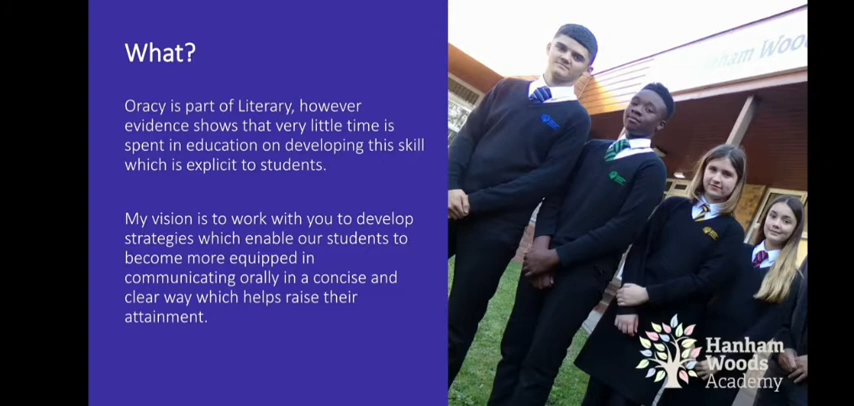 What?
Oracy is part of Literary, however
evidence shows that very little time is
spent in education on developing this skill
which is explicit to students.
My vision is to work with you to develop
strategies which enable our students to
become more equipped in
communicating orally in a concise and
clear way which helps raise their
attainment.
Hanham
Woods
Academy